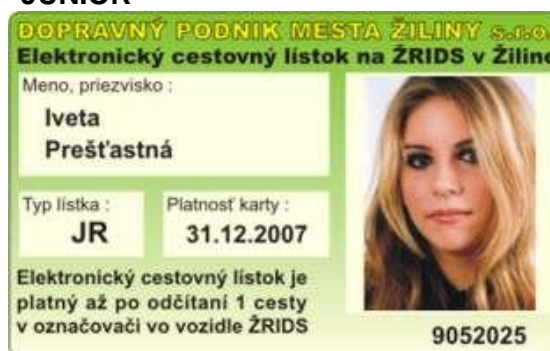 JUNIOR
DOPRAVNÝ PODNIK MESTA ŽILINY s.r.o.
Elektronický cestovný lístok na ŽRIDS v Žiline
Meno, priezvisko :
Iveta
Prešťastná
Typ lístka :
JR
Platnosť karty :
31.12.2007
Elektronický cestovný lístok je
platný až po odčítaní 1 cesty
v označovači vo vozidle ŽRIDS
9052025